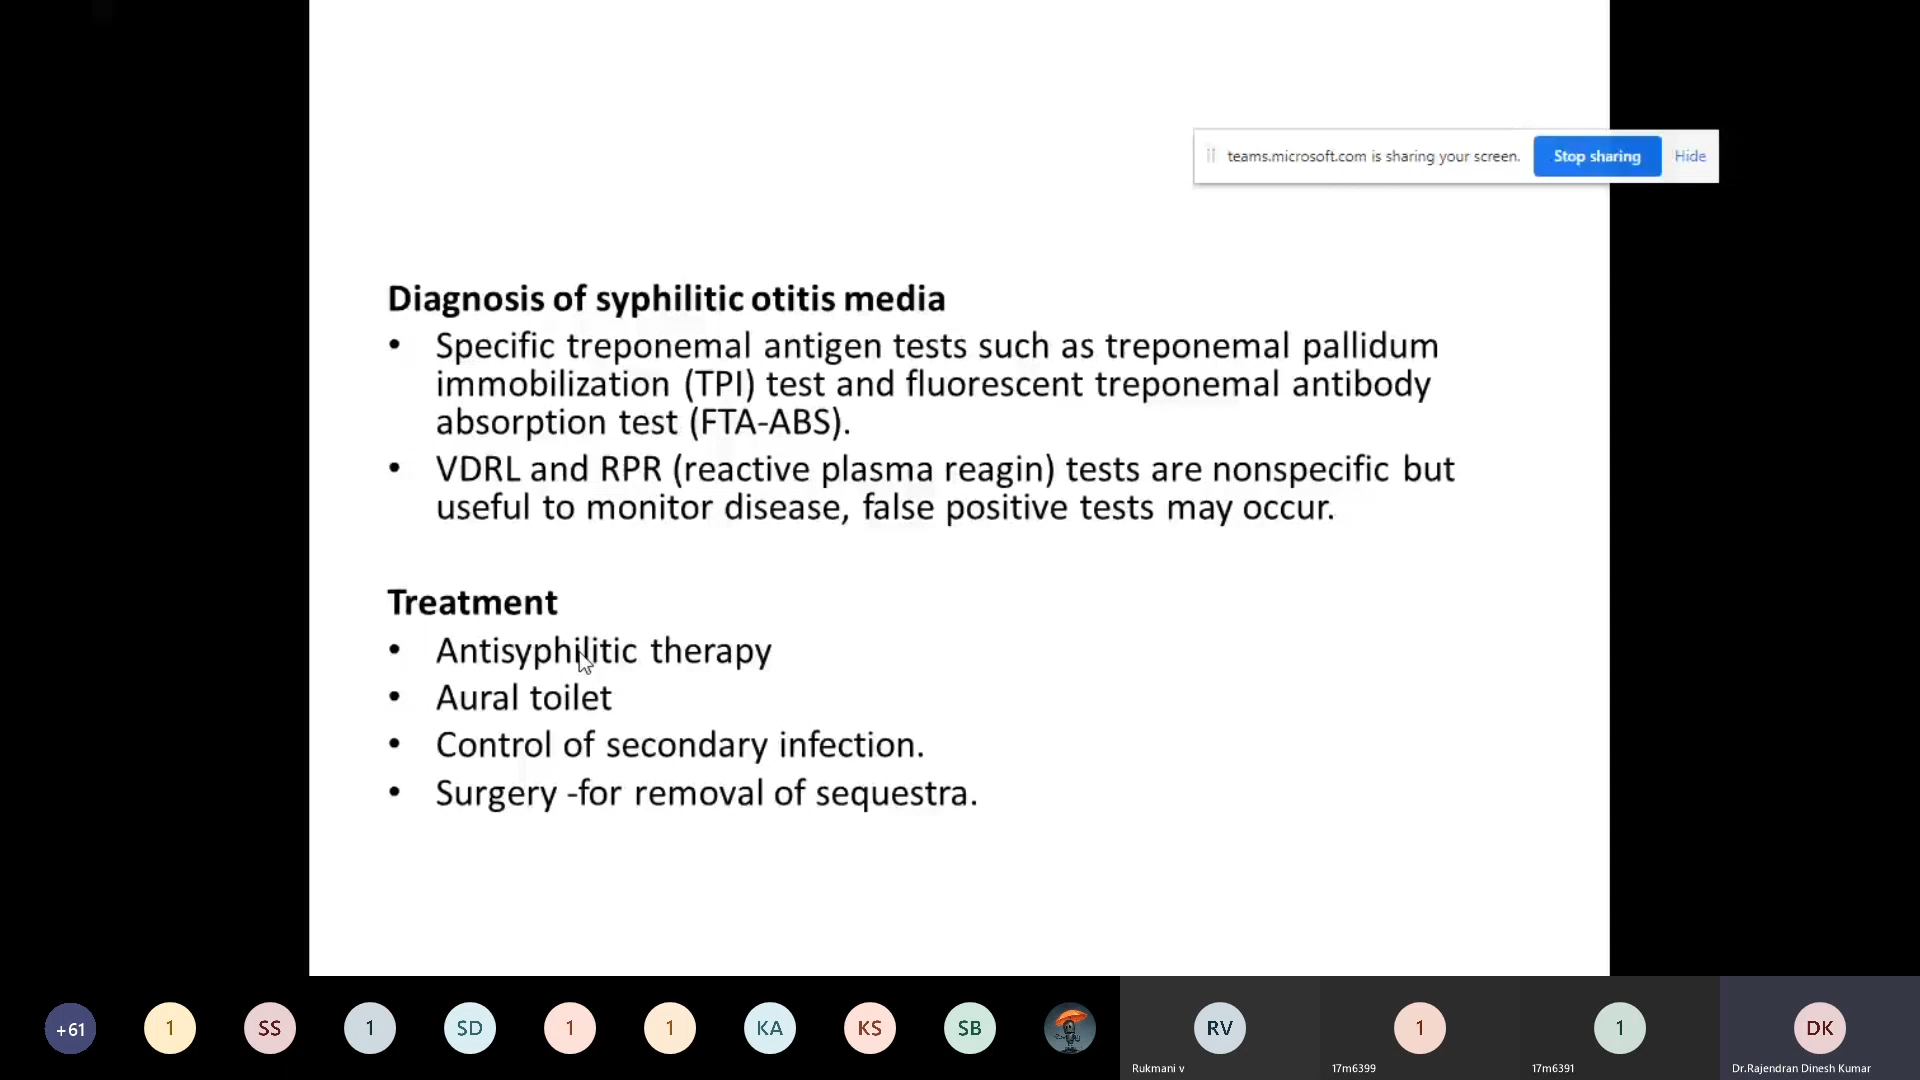 teams.microsoft.com is sharing your screen.
Stop sharing
Hide
Diagnosis of syphilitic otitis media
• Specific treponemal antigen tests such as treponemal pallidum
immobilization (TPI) test and fluorescent treponemal antibody
absorption test (FTA-ABS).
• VDRL and RPR (reactive plasma reagin) tests are nonspecific but
useful to monitor disease, false positive tests may occur.
Treatment
• Antisyphilitic therapy
• Aural toilet
• Control of secondary infection.
• Surgery -for removal of sequestra.
+61
1
SS
1
SD
1
1
KA
KS
SB
RV
1
1
DK
Rukmani v
17m6399
17m6391
Dr.Rajendran Dinesh Kumar